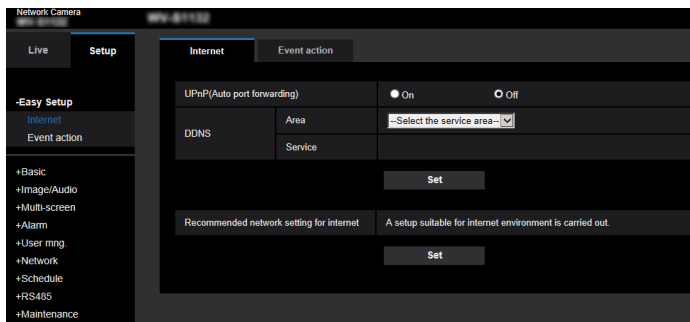 Network Camera
Live
Setup
-Easy Setup
Internet
Event action
+Basic
+Image/Audio
+Multi-screen
+Alarm
+User mng.
+Network
+Schedule
+RS485
+Maintenance
Internet
Event action
UPnP(Auto port forwarding)
On
Off
DDNS
Area
--Select the service area--
Service
Set
Recommended network setting for internet
A setup suitable for internet environment is carried out.
Set